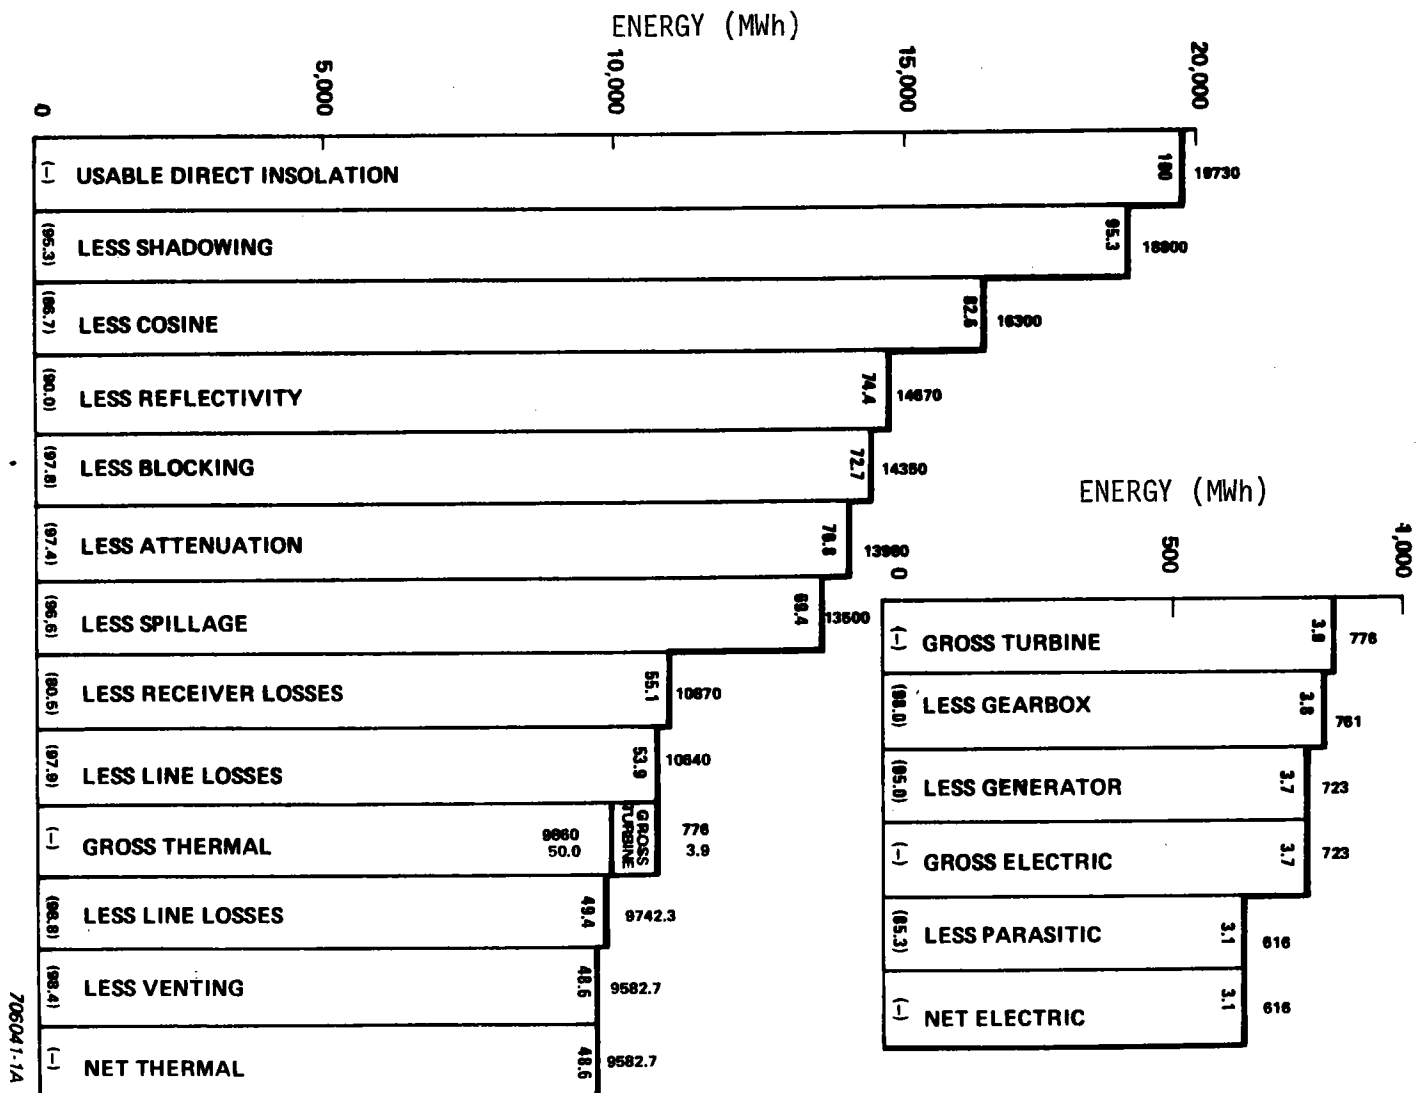 ENERGY (MWh)
0
5,000
10,000
15,000
20,000
(–) USABLE DIRECT INSOLATION 100 19730
(95.3) LESS SHADOWING 95.3 18800
(86.7) LESS COSINE 82.6 16300
(90.0) LESS REFLECTIVITY 74.4 14670
(97.8) LESS BLOCKING 72.7 14350
(97.4) LESS ATTENUATION 13980
(96.6) LESS SPILLAGE 69.4 13500
(80.5) LESS RECEIVER LOSSES 55.1 10870
(97.9) LESS LINE LOSSES 53.9 10640
(–) GROSS THERMAL
9860
50.0
GROSS
TURBINE
776
3.9
(98.8) LESS LINE LOSSES 49.4 9742.3
(98.4) LESS VENTING 48.6 9582.7
(–) NET THERMAL 48.6 9582.7
ENERGY (MWh)
0
500
1,000
(–) GROSS TURBINE 3.9 776
(98.0) LESS GEARBOX 3.8 761
(95.0) LESS GENERATOR 3.7 723
(–) GROSS ELECTRIC 3.7 723
(85.3) LESS PARASITIC 3.1 616
(–) NET ELECTRIC 3.1 616
706041-1A